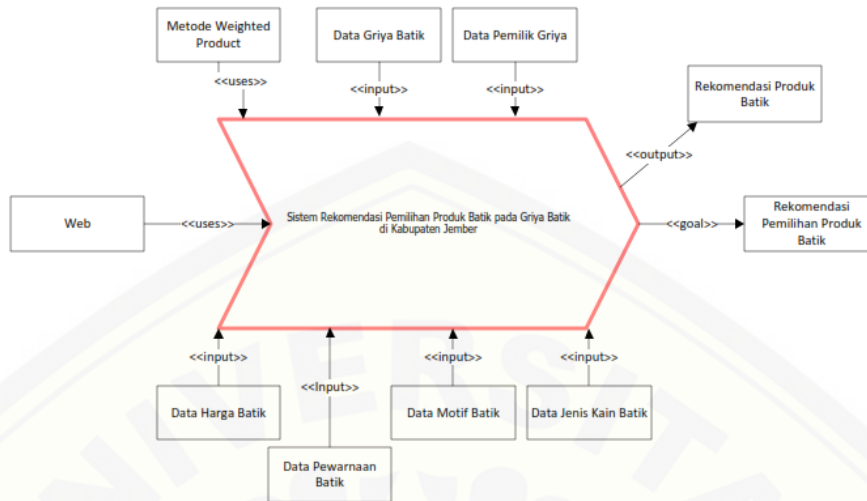 Metode Weighted
Product
Data Griya Batik
Data Pemilik Griya
<<uses>>
<<input>>
<<input>>
Rekomendasi Produk
Batik
<<output>>
Web
<<uses>>
Sistem Rekomendasi Pemilihan Produk Batik pada Griya Batik
di Kabupaten Jember
<<goal>>
Rekomendasi
Pemilihan Produk
Batik
<<input>>
<<Input>>
<<input>>
<<input>>
Data Harga Batik
Data Motif Batik
Data Jenis Kain Batik
Data Pewarnaan
Batik
UNIVERSITA